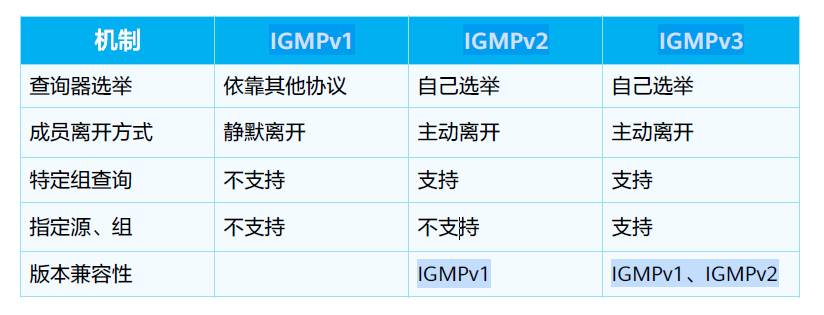 机制 IGMPv1 IGMPv2 IGMPv3
查询器选举 依靠其他协议 自己选举 自己选举
成员离开方式 静默离开 主动离开 主动离开
特定组查询 不支持 支持 支持
指定源、组 不支持 不支持 支持
版本兼容性 IGMPv1 IGMPv1、IGMPv2